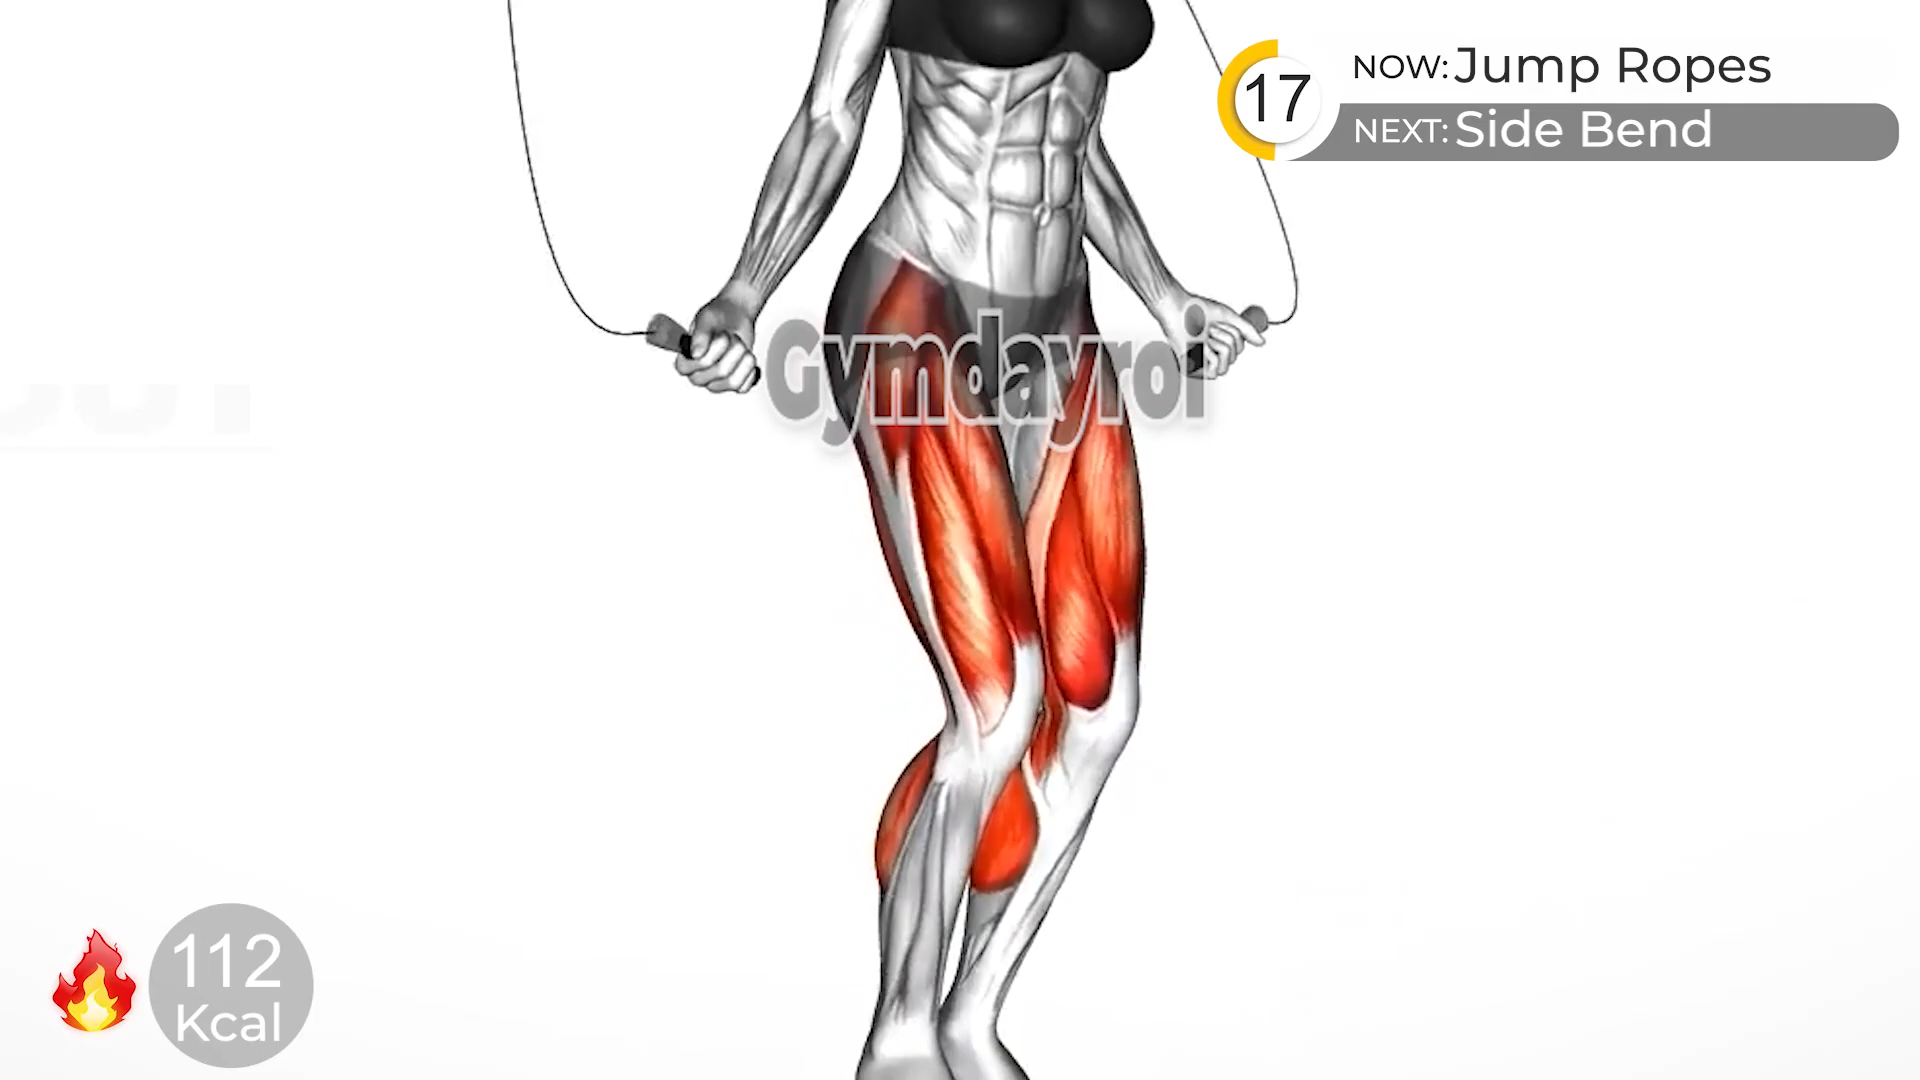 17
NOW: Jump Ropes
NEXT: Side Bend
Gymdayroi
112
Kcal